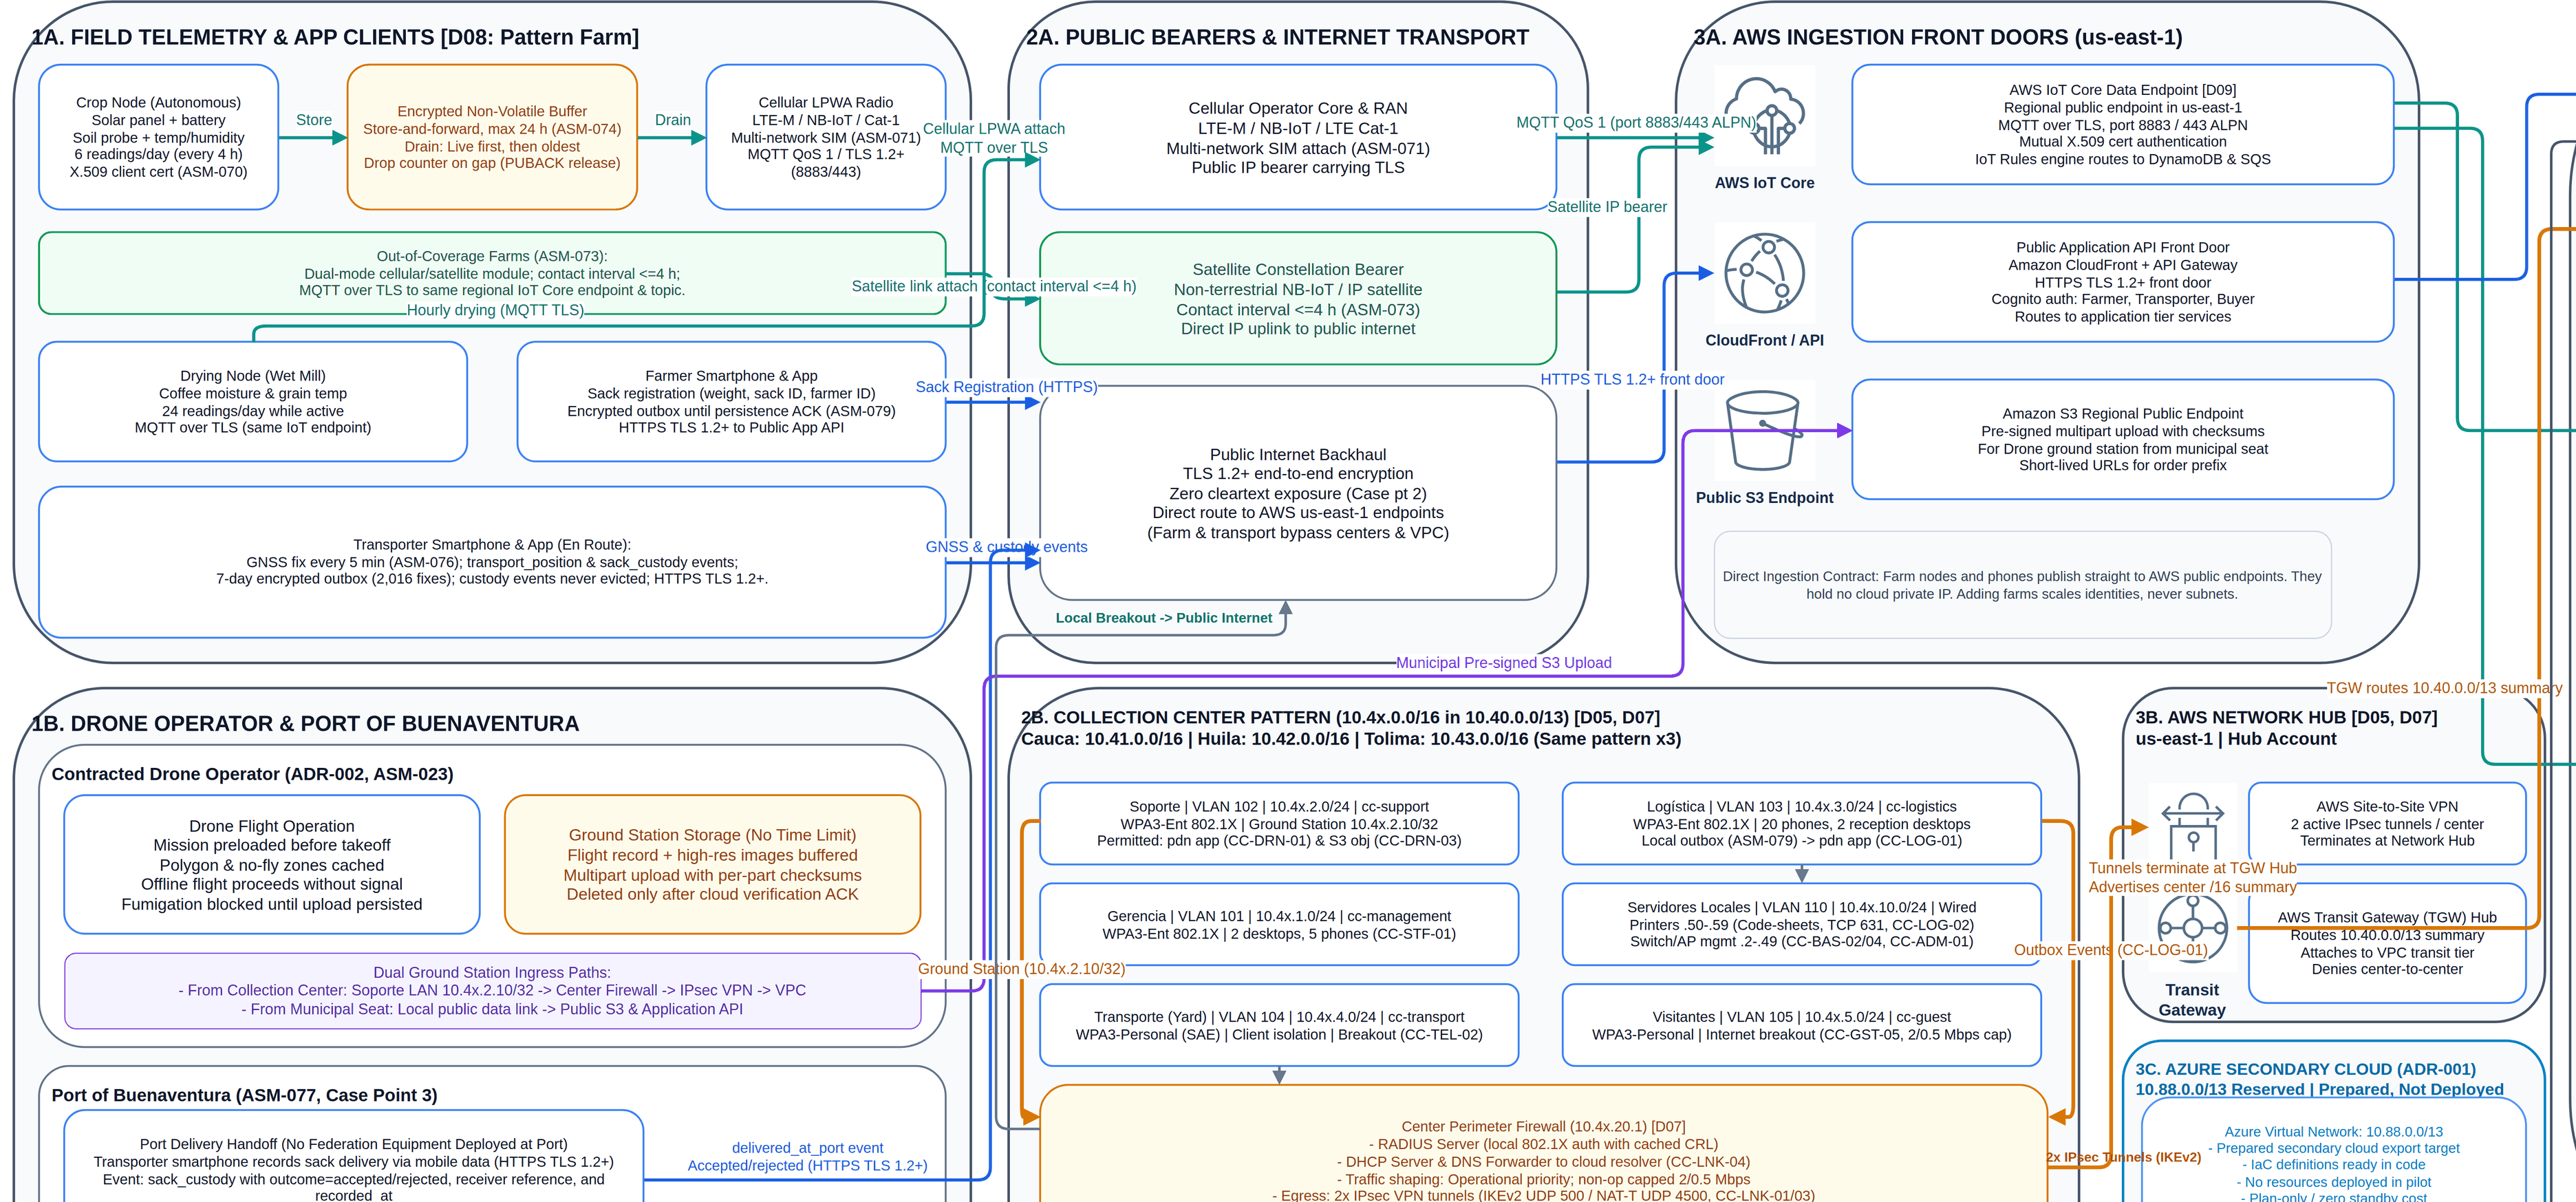 1A. FIELD TELEMETRY & APP CLIENTS [D08: Pattern Farm]
Crop Node (Autonomous)
Solar panel + battery
Soil probe + temp/humidity
6 readings/day (every 4 h)
X.509 client cert (ASM-070)
Store
Encrypted Non-Volatile Buffer
Store-and-forward, max 24 h (ASM-074)
Drain: Live first, then oldest
Drop counter on gap (PUBACK release)
Drain
Cellular LPWA Radio
LTE-M / NB-IoT / Cat-1
Multi-network SIM (ASM-071)
MQTT QoS 1 / TLS 1.2+
(8883/443)
Cellular LPWA attach
MQTT over TLS
Out-of-Coverage Farms (ASM-073):
Dual-mode cellular/satellite module; contact interval <=4 h;
MQTT over TLS to same regional IoT Core endpoint & topic.
Satellite link attach (contact interval <=4 h)
Hourly drying (MQTT TLS)
Drying Node (Wet Mill)
Coffee moisture & grain temp
24 readings/day while active
MQTT over TLS (same IoT endpoint)
Farmer Smartphone & App
Sack registration (weight, sack ID, farmer ID)
Encrypted outbox until persistence ACK (ASM-079)
HTTPS TLS 1.2+ to Public App API
Sack Registration (HTTPS)
Transporter Smartphone & App (En Route):
GNSS fix every 5 min (ASM-076); transport_position & sack_custody events;
7-day encrypted outbox (2,016 fixes); custody events never evicted; HTTPS TLS 1.2+.
GNSS & custody events
2A. PUBLIC BEARERS & INTERNET TRANSPORT
Cellular Operator Core & RAN
LTE-M / NB-IoT / LTE Cat-1
Multi-network SIM attach (ASM-071)
Public IP bearer carrying TLS
MQTT QoS 1 (port 8883/443 ALPN)
Satellite IP bearer
Satellite Constellation Bearer
Non-terrestrial NB-IoT / IP satellite
Contact interval <=4 h (ASM-073)
Direct IP uplink to public internet
HTTPS TLS 1.2+ front door
Public Internet Backhaul
TLS 1.2+ end-to-end encryption
Zero cleartext exposure (Case pt 2)
Direct route to AWS us-east-1 endpoints
(Farm & transport bypass centers & VPC)
Local Breakout -> Public Internet
Municipal Pre-signed S3 Upload
3A. AWS INGESTION FRONT DOORS (us-east-1)
AWS IoT Core
AWS IoT Core Data Endpoint [D09]
Regional public endpoint in us-east-1
MQTT over TLS, port 8883 / 443 ALPN
Mutual X.509 cert authentication
IoT Rules engine routes to DynamoDB & SQS
CloudFront / API
Public Application API Front Door
Amazon CloudFront + API Gateway
HTTPS TLS 1.2+ front door
Cognito auth: Farmer, Transporter, Buyer
Routes to application tier services
Public S3 Endpoint
Amazon S3 Regional Public Endpoint
Pre-signed multipart upload with checksums
For Drone ground station from municipal seat
Short-lived URLs for order prefix
Direct Ingestion Contract: Farm nodes and phones publish straight to AWS public endpoints. They
hold no cloud private IP. Adding farms scales identities, never subnets.
TGW routes 10.40.0.0/13 summary
1B. DRONE OPERATOR & PORT OF BUENAVENTURA
Contracted Drone Operator (ADR-002, ASM-023)
Drone Flight Operation
Mission preloaded before takeoff
Polygon & no-fly zones cached
Offline flight proceeds without signal
Fumigation blocked until upload persisted
Ground Station Storage (No Time Limit)
Flight record + high-res images buffered
Multipart upload with per-part checksums
Deleted only after cloud verification ACK
Dual Ground Station Ingress Paths:
- From Collection Center: Soporte LAN 10.4x.2.10/32 -> Center Firewall -> IPsec VPN -> VPC
- From Municipal Seat: Local public data link -> Public S3 & Application API
Ground Station (10.4x.2.10/32)
Port of Buenaventura (ASM-077, Case Point 3)
Port Delivery Handoff (No Federation Equipment Deployed at Port)
Transporter smartphone records sack delivery via mobile data (HTTPS TLS 1.2+)
Event: sack_custody with outcome=accepted/rejected, receiver reference, and
recorded_at
delivered_at_port event
Accepted/rejected (HTTPS TLS 1.2+)
2B. COLLECTION CENTER PATTERN (10.4x.0.0/16 in 10.40.0.0/13) [D05, D07]
Cauca: 10.41.0.0/16 | Huila: 10.42.0.0/16 | Tolima: 10.43.0.0/16 (Same pattern x3)
Soporte | VLAN 102 | 10.4x.2.0/24 | cc-support
WPA3-Ent 802.1X | Ground Station 10.4x.2.10/32
Permitted: pdn app (CC-DRN-01) & S3 obj (CC-DRN-03)
Logística | VLAN 103 | 10.4x.3.0/24 | cc-logistics
WPA3-Ent 802.1X | 20 phones, 2 reception desktops
Local outbox (ASM-079) -> pdn app (CC-LOG-01)
Gerencia | VLAN 101 | 10.4x.1.0/24 | cc-management
WPA3-Ent 802.1X | 2 desktops, 5 phones (CC-STF-01)
Servidores Locales | VLAN 110 | 10.4x.10.0/24 | Wired
Printers .50-.59 (Code-sheets, TCP 631, CC-LOG-02)
Switch/AP mgmt .2-.49 (CC-BAS-02/04, CC-ADM-01)
Outbox Events (CC-LOG-01)
Transporte (Yard) | VLAN 104 | 10.4x.4.0/24 | cc-transport
WPA3-Personal (SAE) | Client isolation | Breakout (CC-TEL-02)
Visitantes | VLAN 105 | 10.4x.5.0/24 | cc-guest
WPA3-Personal | Internet breakout (CC-GST-05, 2/0.5 Mbps cap)
Center Perimeter Firewall (10.4x.20.1) [D07]
- RADIUS Server (local 802.1X auth with cached CRL)
- DHCP Server & DNS Forwarder to cloud resolver (CC-LNK-04)
- Traffic shaping: Operational priority; non-op capped 2/0.5 Mbps
- Egress: 2x IPsec VPN tunnels (IKEv2 UDP 500 / NAT-T UDP 4500, CC-LNK-01/03)
2x IPsec Tunnels (IKEv2)
3B. AWS NETWORK HUB [D05, D07]
us-east-1 | Hub Account
AWS Site-to-Site VPN
2 active IPsec tunnels / center
Terminates at Network Hub
Tunnels terminate at TGW Hub
Advertises center /16 summary
AWS Transit Gateway (TGW) Hub
Routes 10.40.0.0/13 summary
Attaches to VPC transit tier
Denies center-to-center
Transit
Gateway
3C. AZURE SECONDARY CLOUD (ADR-001)
10.88.0.0/13 Reserved | Prepared, Not Deployed
Azure Virtual Network: 10.88.0.0/13
- Prepared secondary cloud export target
- IaC definitions ready in code
- No resources deployed in pilot
- Plan-only / zero standby cost